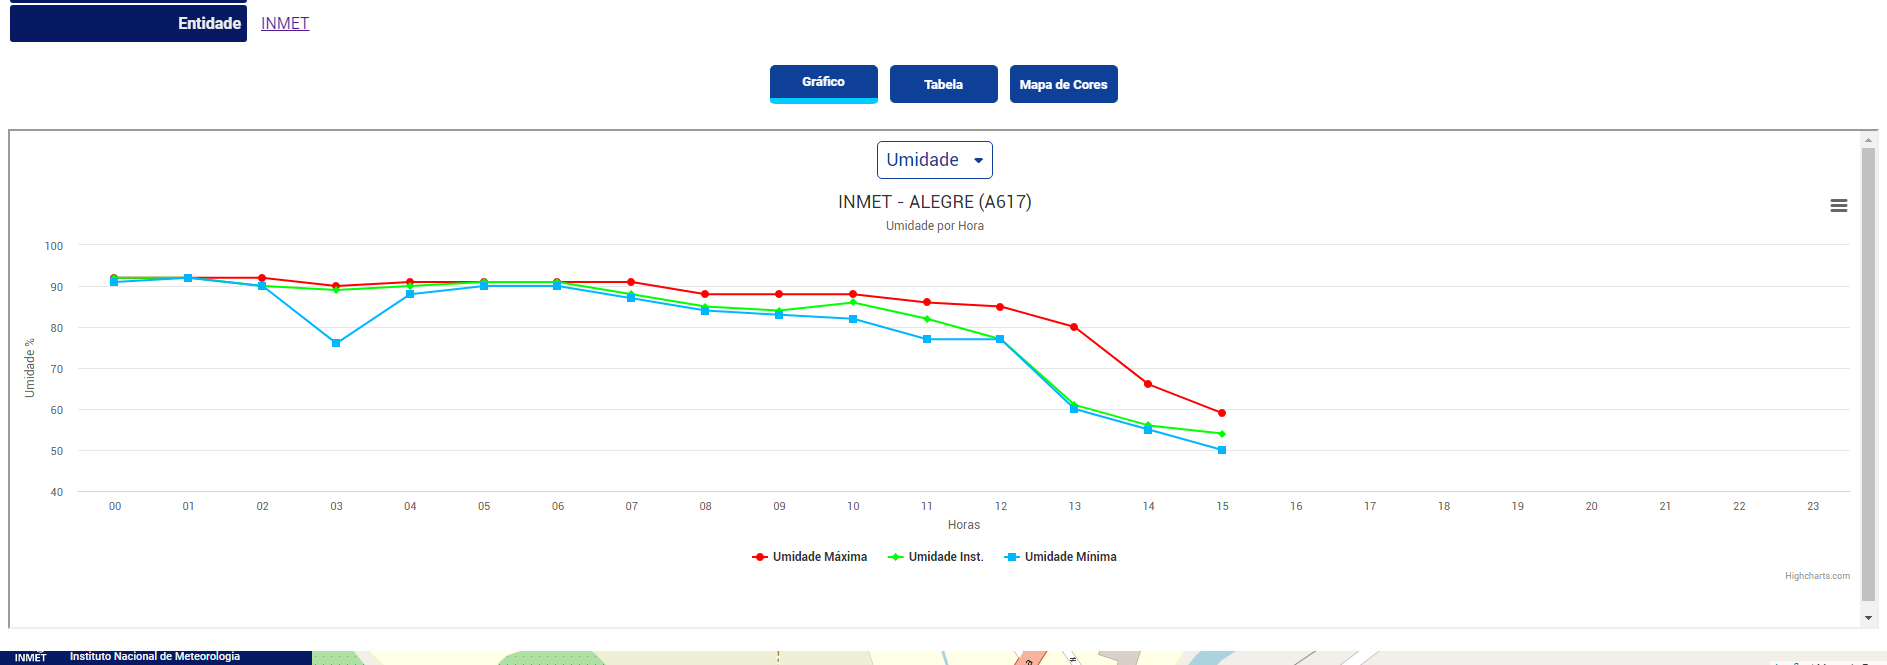 Entidade INMET
Gráfico Tabela Mapa de Cores
Umidade
INMET - ALEGRE (A617)
Umidade por Hora
100
90
80
70
60
50
40
Umidade %
00 01 02 03 04 05 06 07 08 09 10 11 12 13 14 15 16 17 18 19 20 21 22 23
Horas
Umidade Máxima Umidade Inst. Umidade Mínima
Highcharts.com
INMET Instituto Nacional de Meteorologia